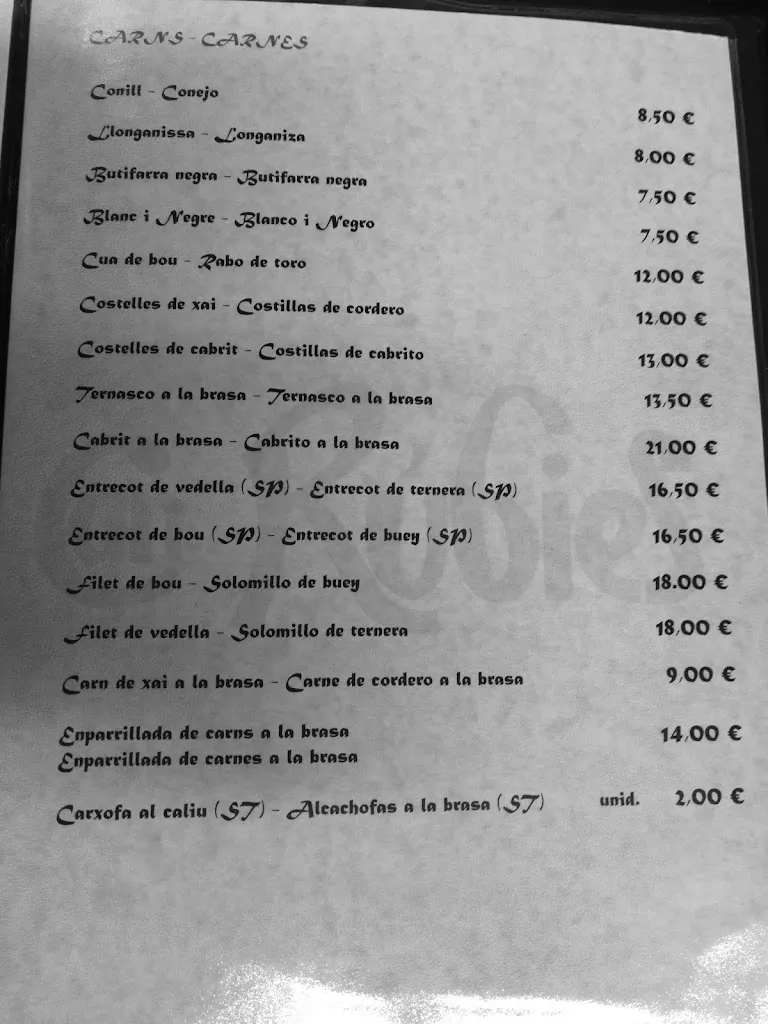 CARNS - CARNES
Conill - Conejo 8,50 €
Llonganissa - Longaniza 8,00 €
Butifarra negra - Butifarra negra 7,50 €
Blanc i Negre - Blanco i Negro 7,50 €
Cua de bou - Rabo de toro 12,00 €
Costelles de xai - Costillas de cordero 12,00 €
Costelles de cabrit - Costillas de cabrito 13,00 €
Ternasco a la brasa - Ternasco a la brasa 13,50 €
Cabrit a la brasa - Cabrito a la brasa 21,00 €
Entrecot de vedella (SP) - Entrecot de ternera (SP) 16,50 €
Entrecot de bou (SP) - Entrecot de buey (SP) 16,50 €
Filet de bou - Solomillo de buey 18.00 €
Filet de vedella - Solomillo de ternera 18,00 €
Carn de xai a la brasa - Carne de cordero a la brasa 9,00 €
Enparrillada de carns a la brasa 14,00 €
Enparrillada de carnes a la brasa
Carxofa al caliu (ST) - Alcachofas a la brasa (ST) unid. 2,00 €